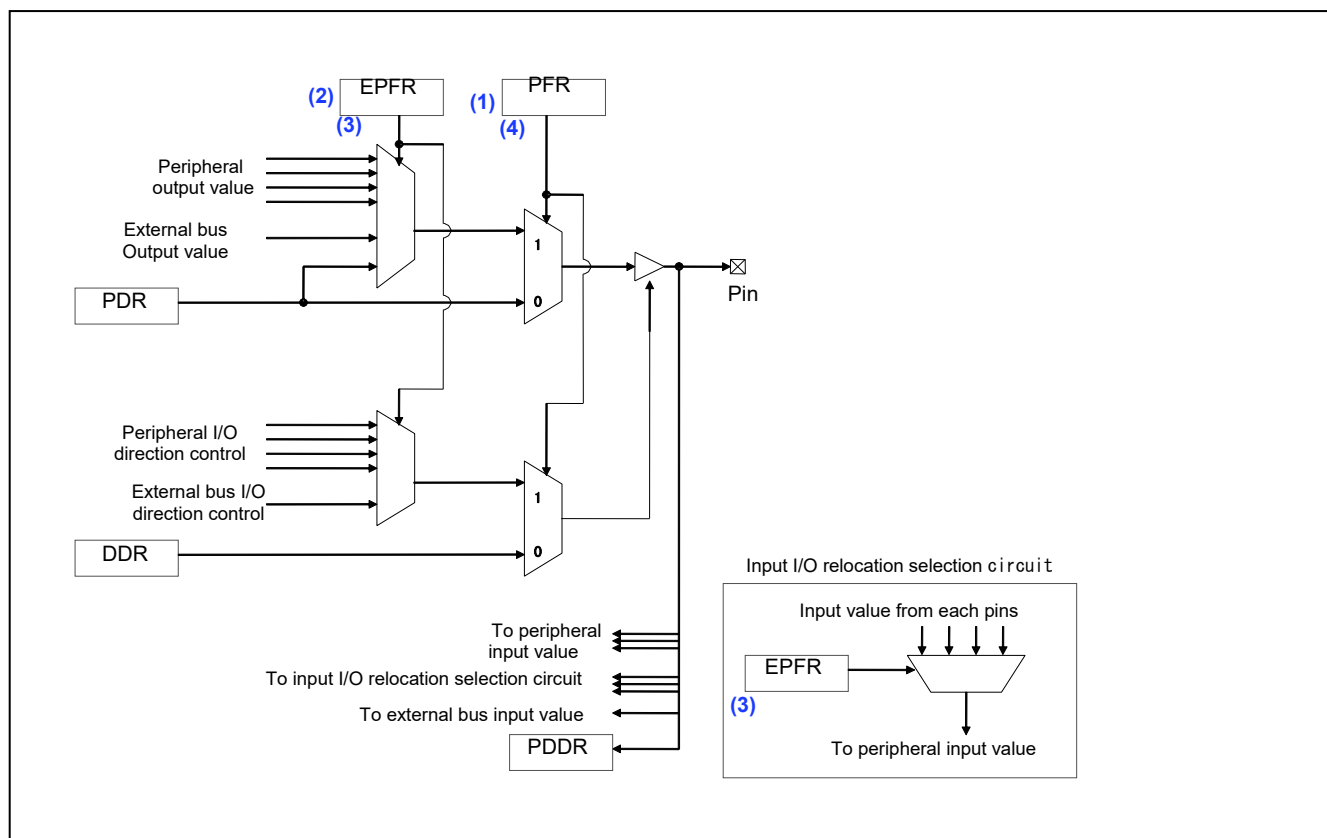 EPFR
(2)
(3)
PFR
(1)
(4)
Peripheral
output value
External bus
Output value
PDR
1
0
Pin
Peripheral I/O
direction control
External bus I/O
direction control
DDR
1
0
To peripheral
input value
To input I/O relocation selection circuit
To external bus input value
PDDR
Input I/O relocation selection circuit
Input value from each pins
EPFR
(3)
To peripheral input value